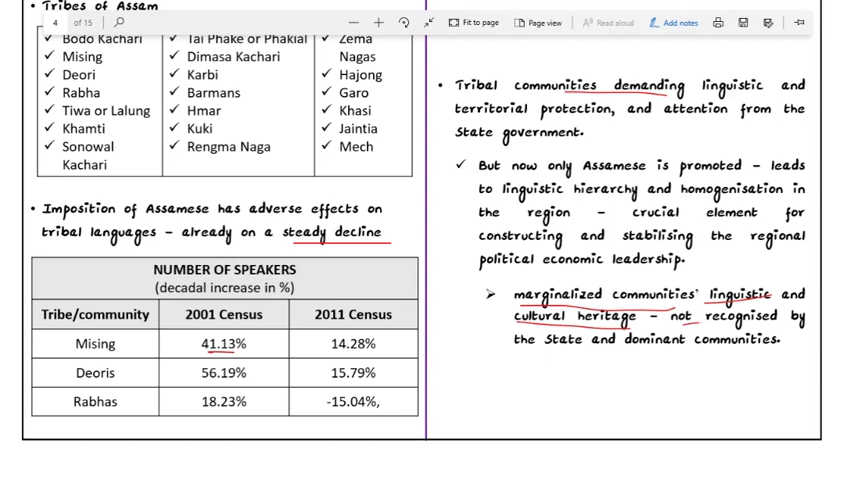 • Tribes of Assam
4 of 15
Fit to page
Page view
Read aloud
Add notes
✓ Bodo Kachari
✓ Mising
✓ Deori
✓ Rabha
✓ Tiwa or Lalung
✓ Khamti
✓ Sonowal
Kachari
✓ Tai Phake or Phakial
✓ Dimasa Kachari
✓ Karbi
✓ Barmans
✓ Hmar
✓ Kuki
✓ Rengma Naga
✓ Zema
Nagas
✓ Hajong
✓ Garo
✓ Khasi
✓ Jaintia
✓ Mech
• Imposition of Assamese has adverse effects on
tribal languages – already on a steady decline
NUMBER OF SPEAKERS
(decadal increase in %)
Tribe/community 2001 Census 2011 Census
Mising 41.13% 14.28%
Deoris 56.19% 15.79%
Rabhas 18.23% -15.04%,
• Tribal communities demanding linguistic and
territorial protection, and attention from the
State government.
✓ But now only Assamese is promoted – leads
to linguistic hierarchy and homogenisation in
the region – crucial element for
constructing and stabilising the regional
political economic leadership.
➢ marginalized communities' linguistic and
cultural heritage – not recognised by
the State and dominant communities.